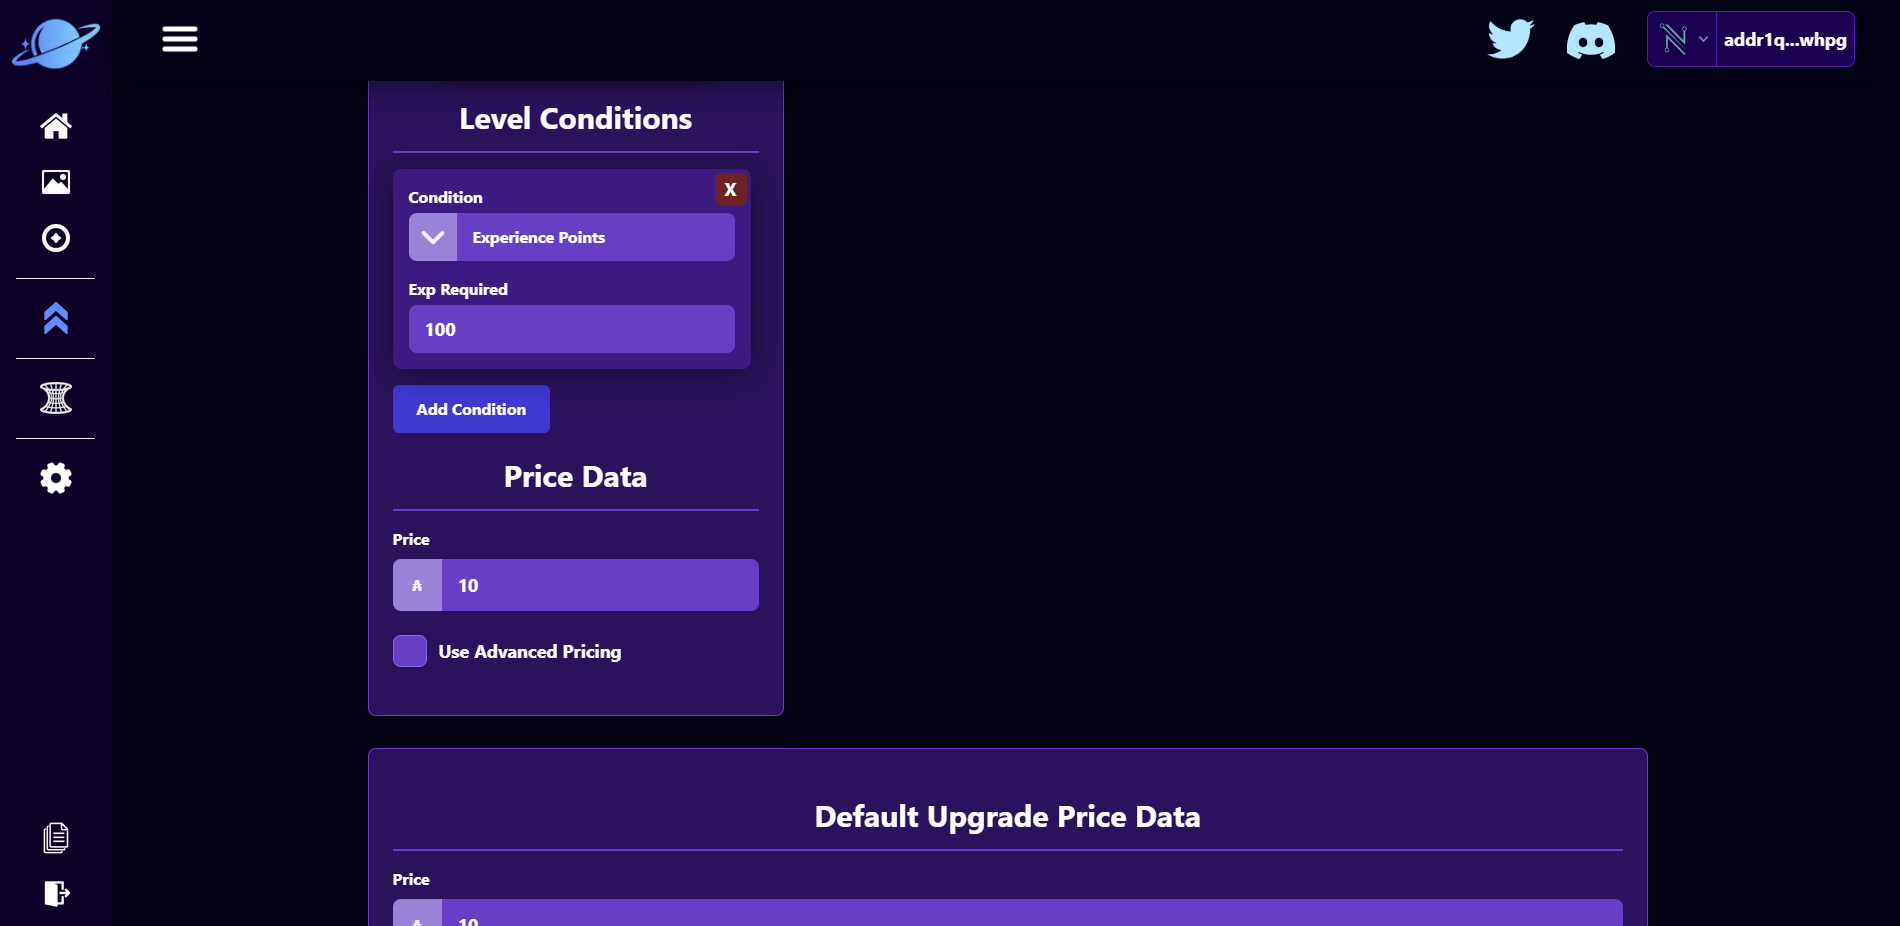 addr1q...whpg
Level Conditions
Condition
X
Experience Points
Exp Required
100
Add Condition
Price Data
Price
₳
10
Use Advanced Pricing
Default Upgrade Price Data
Price
₳
10